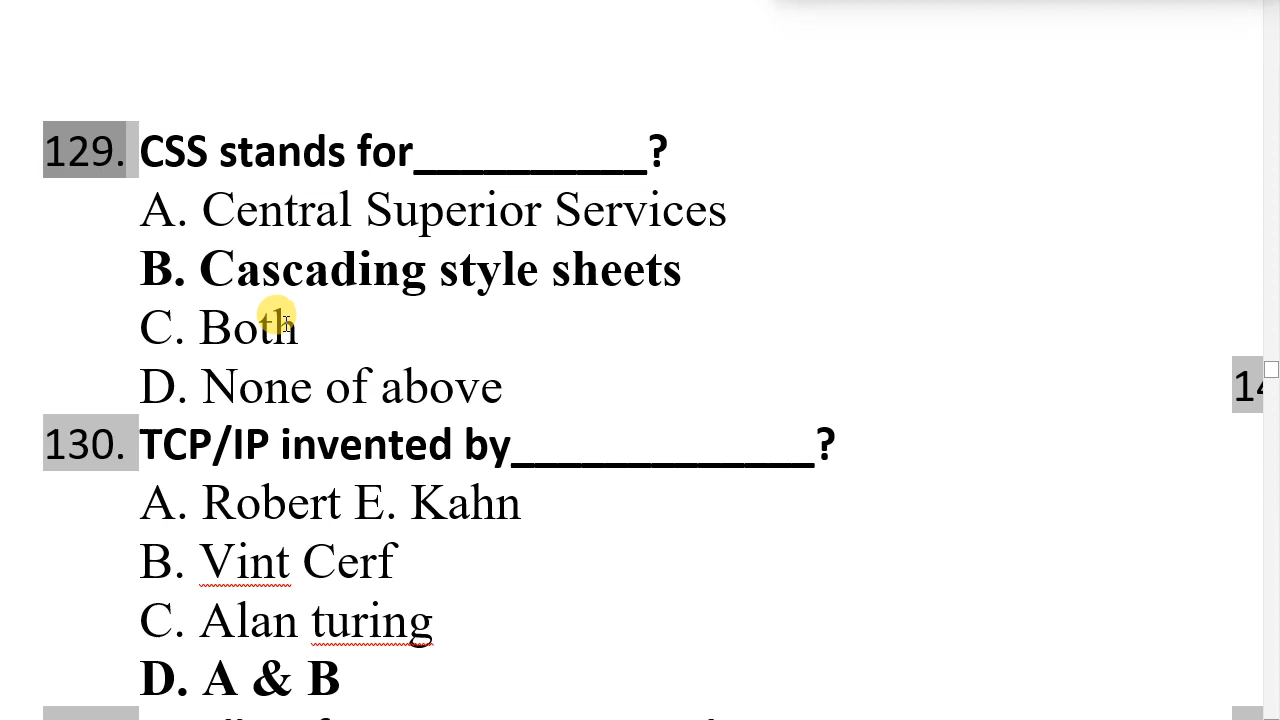 129. CSS stands for__________?
A. Central Superior Services
B. Cascading style sheets
C. Both
D. None of above
14
130. TCP/IP invented by_____________?
A. Robert E. Kahn
B. Vint Cerf
C. Alan turing
D. A & B